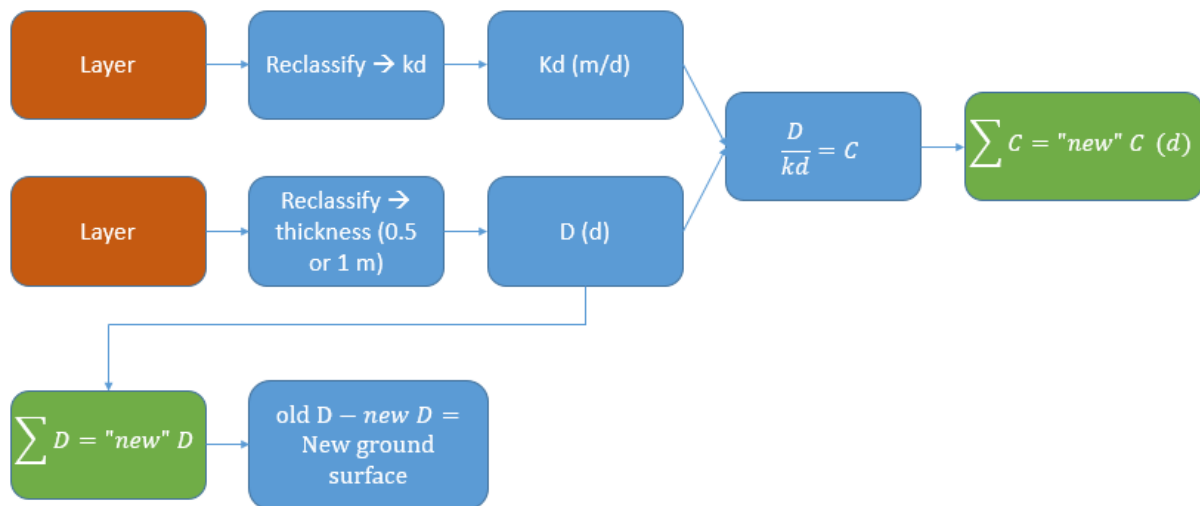 Layer
Reclassify → kd
Kd (m/d)
D
kd
= C
∑ C = "new" C (d)
Layer
Reclassify →
thickness (0.5
or 1 m)
D (d)
∑ D = "new" D
old D − new D =
New ground
surface